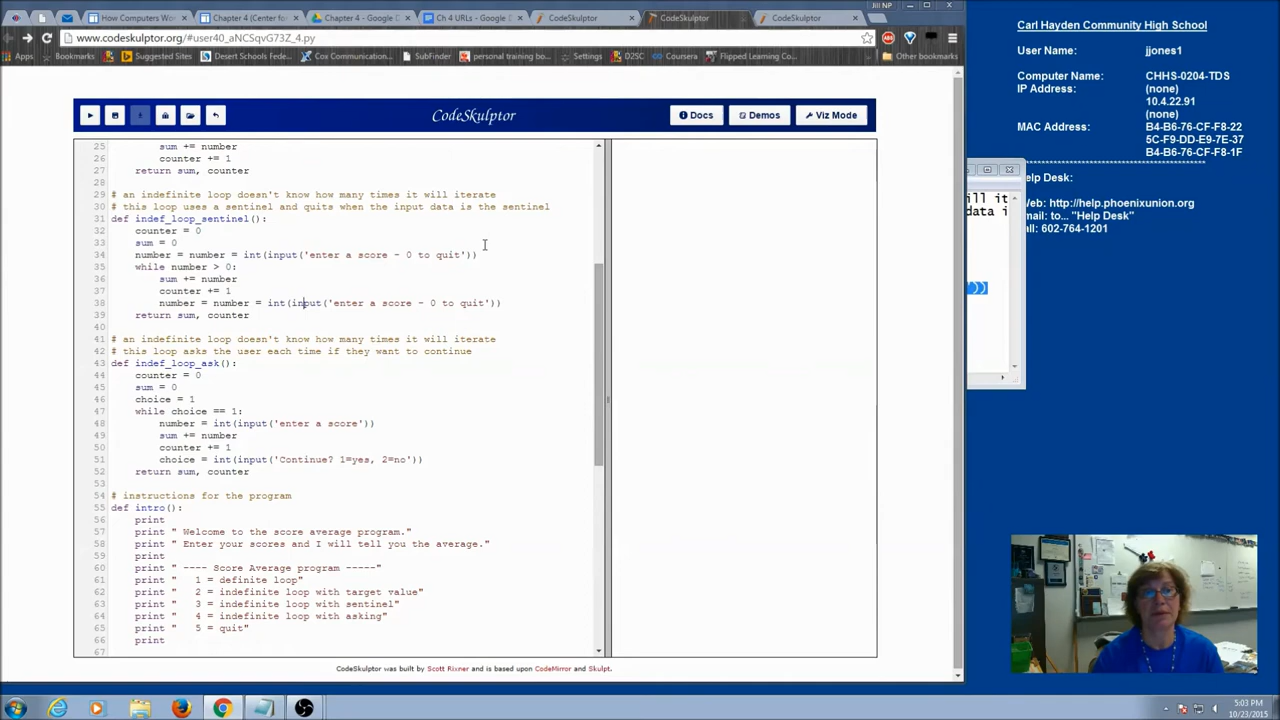 Jill NP
How Computers Wo
Chapter 4 (Center for
Chapter 4 - Google D
Ch 4 URLs - Google D
CodeSkulptor
CodeSkulptor
CodeSkulptor
www.codeskulptor.org/#user40_aNCSqvG73Z_4.py
Apps
Bookmarks
Suggested Sites
Desert Schools Fede...
Cox Communication...
SubFinder
personal training bo...
Settings
D2SC
Coursera
Flipped Learning Co...
Other bookmarks
CodeSkulptor
Docs
Demos
Viz Mode
25 sum += number
26 counter += 1
27 return sum, counter
28
29 # an indefinite loop doesn't know how many times it will iterate
30 # this loop uses a sentinel and quits when the input data is the sentinel
31 def indef_loop_sentinel():
32 counter = 0
33 sum = 0
34 number = number = int(input('enter a score - 0 to quit'))
35 while number > 0:
36 sum += number
37 counter += 1
38 number = number = int(input('enter a score - 0 to quit'))
39 return sum, counter
40
41 # an indefinite loop doesn't know how many times it will iterate
42 # this loop asks the user each time if they want to continue
43 def indef_loop_ask():
44 counter = 0
45 sum = 0
46 choice = 1
47 while choice == 1:
48 number = int(input('enter a score'))
49 sum += number
50 counter += 1
51 choice = int(input('Continue? 1=yes, 2=no'))
52 return sum, counter
53
54 # instructions for the program
55 def intro():
56 print
57 print " Welcome to the score average program."
58 print " Enter your scores and I will tell you the average."
59 print
60 print " ---- Score Average program -----"
61 print " 1 = definite loop"
62 print " 2 = indefinite loop with target value"
63 print " 3 = indefinite loop with sentinel"
64 print " 4 = indefinite loop with asking"
65 print " 5 = quit"
66 print
67
CodeSkulptor was built by Scott Rixner and is based upon CodeMirror and Skulpt.
Carl Hayden Community High School
User Name: jjones1
Computer Name: CHHS-0204-TDS
IP Address: (none)
10.4.22.91
(none)
MAC Address: B4-B6-76-CF-F8-22
5C-F9-DD-E9-7E-37
B4-B6-76-CF-F8-1F
elp Desk:
eb: http://help.phoenixunion.org
mail: to... "Help Desk"
all: 602-764-1201
ill it
data i
))
5:03 PM
10/23/2015